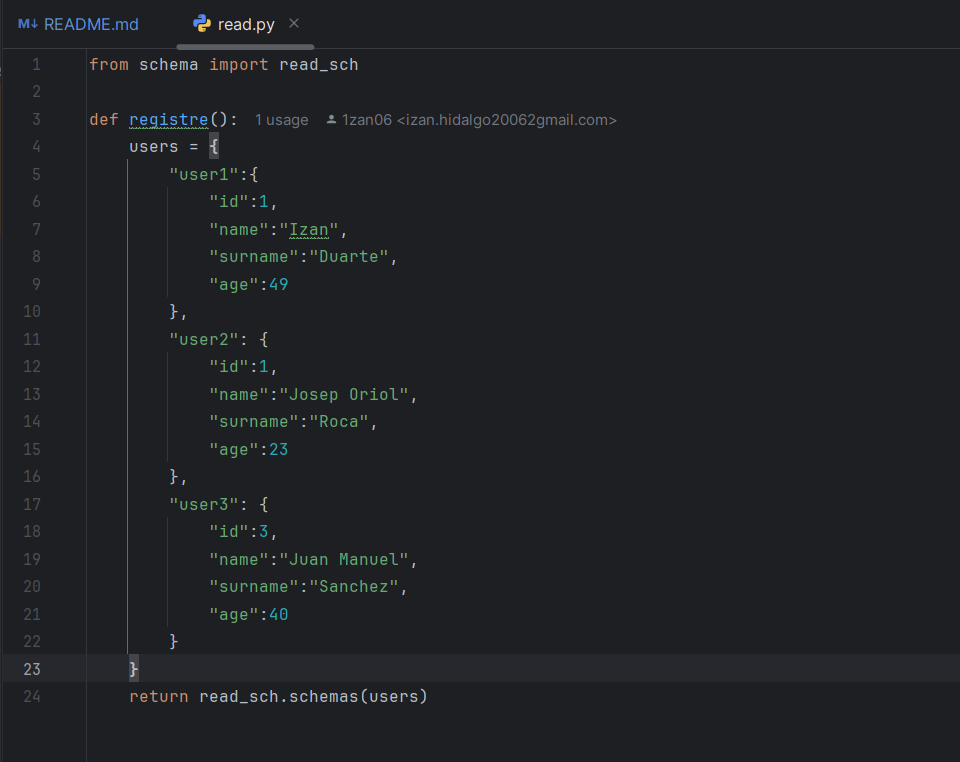 M↓ README.md read.py ×
1 from schema import read_sch
2
3 def registre(): 1 usage 1zan06 <izan.hidalgo20062gmail.com>
4 users = {
5 "user1":{
6 "id":1,
7 "name":"Izan",
8 "surname":"Duarte",
9 "age":49
10 },
11 "user2": {
12 "id":1,
13 "name":"Josep Oriol",
14 "surname":"Roca",
15 "age":23
16 },
17 "user3": {
18 "id":3,
19 "name":"Juan Manuel",
20 "surname":"Sanchez",
21 "age":40
22 }
23 }
24 return read_sch.schemas(users)